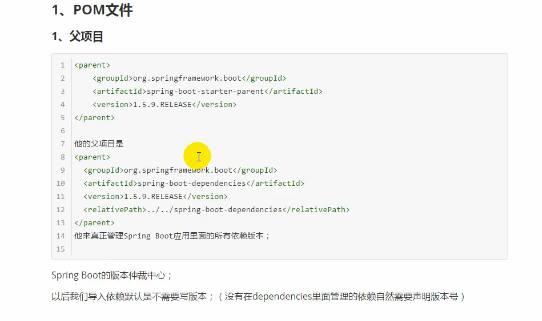 1、POM文件
1、父项目
1 <parent>
2 <groupId>org.springframework.boot</groupId>
3 <artifactId>spring-boot-starter-parent</artifactId>
4 <version>1.5.9.RELEASE</version>
5 </parent>
6
7 他的父项目是
8 <parent>
9 <groupId>org.springframework.boot</groupId>
10 <artifactId>spring-boot-dependencies</artifactId>
11 <version>1.5.9.RELEASE</version>
12 <relativePath>../../spring-boot-dependencies</relativePath>
13 </parent>
14 他来真正管理Spring Boot应用里面的所有依赖版本；
15
Spring Boot的版本仲裁中心；
以后我们导入依赖默认是不需要写版本；（没有在dependencies里面管理的依赖自然需要声明版本号）